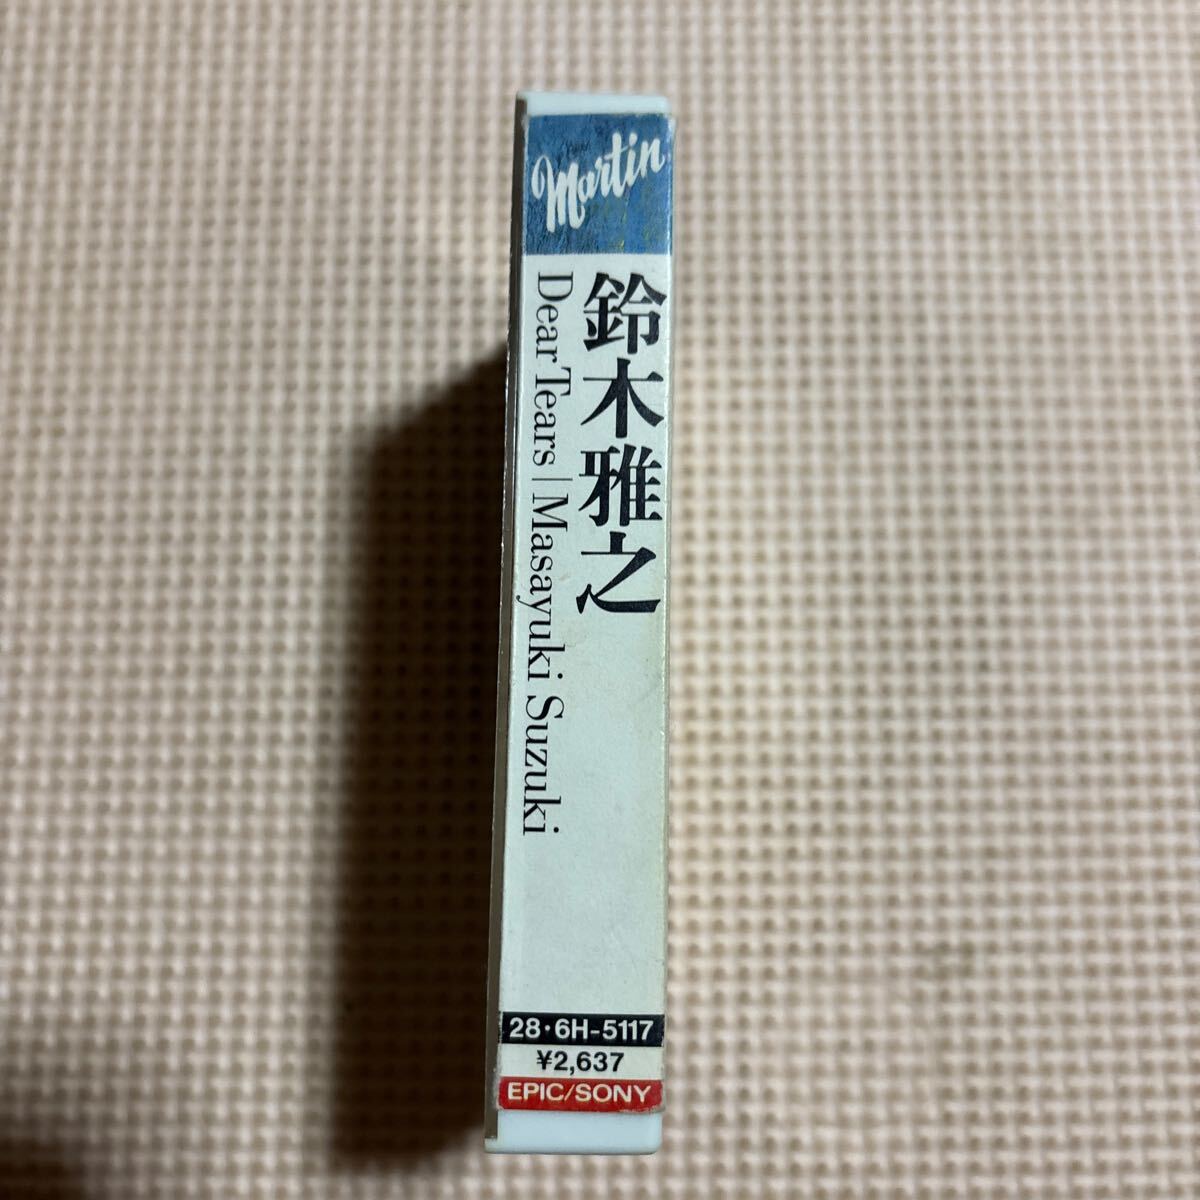 Martin
鈴木雅之
Dear Tears | Masayuki Suzuki
28・6H-5117
¥2,637
EPIC/SONY